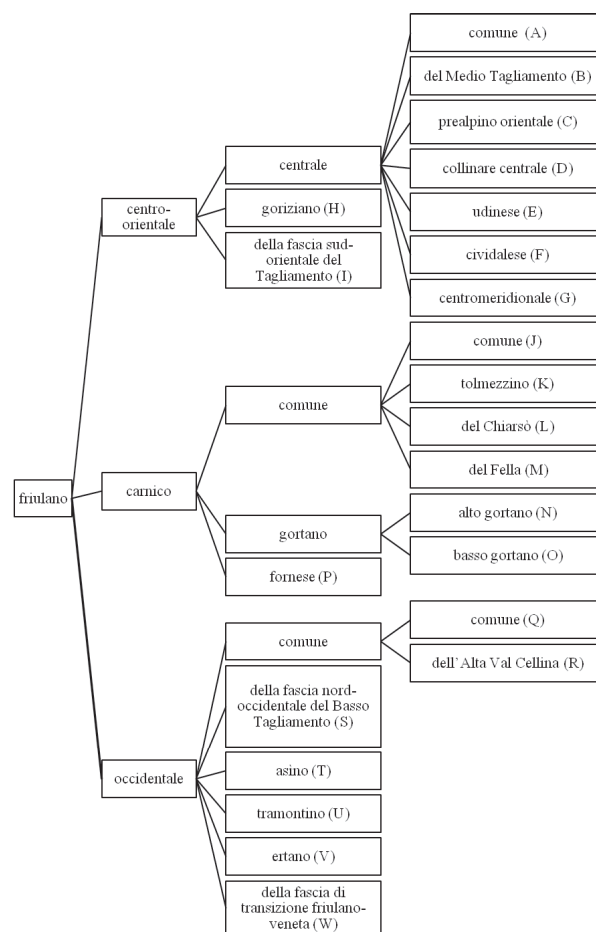 friulano
centro-
orientale
centrale
comune (A)
del Medio Tagliamento (B)
prealpino orientale (C)
collinare centrale (D)
udinese (E)
cividalese (F)
centromeridionale (G)
goriziano (H)
della fascia sud-
orientale del
Tagliamento (I)
carnico
comune
comune (J)
tolmezzino (K)
del Chiarsò (L)
del Fella (M)
gortano
alto gortano (N)
basso gortano (O)
fornese (P)
occidentale
comune
comune (Q)
dell'Alta Val Cellina (R)
della fascia nord-
occidentale del Basso
Tagliamento (S)
asino (T)
tramontino (U)
ertano (V)
della fascia di
transizione friulano-
veneta (W)